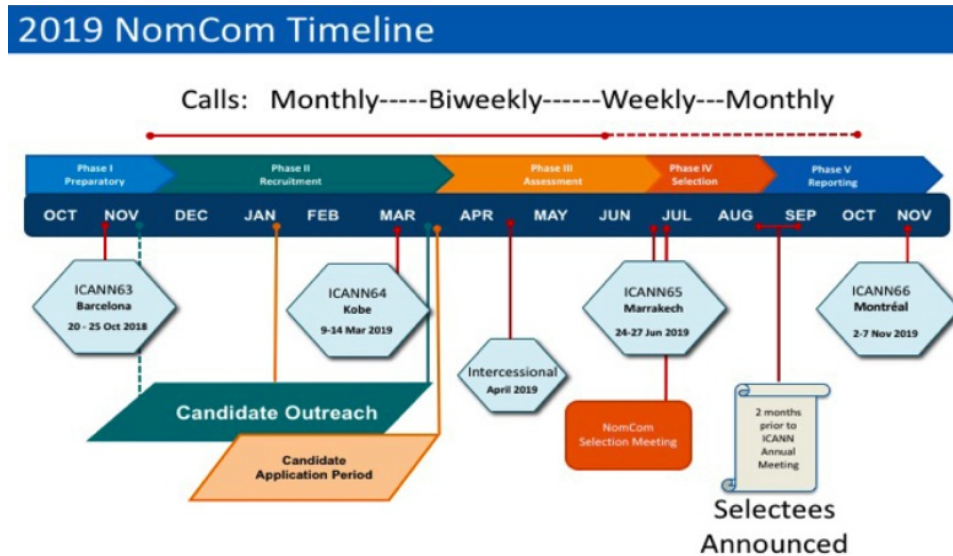 2019 NomCom Timeline
Calls: Monthly-----Biweekly------Weekly---Monthly
Phase I
Preparatory
Phase II
Recruitment
Phase III
Assessment
Phase IV
Selection
Phase V
Reporting
OCT NOV DEC JAN FEB MAR APR MAY JUN JUL AUG SEP OCT NOV
ICANN63
Barcelona
20 - 25 Oct 2018
ICANN64
Kobe
9-14 Mar 2019
Intercessional
April 2019
ICANN65
Marrakech
24-27 Jun 2019
ICANN66
Montréal
2-7 Nov 2019
Candidate Outreach
Candidate
Application Period
NomCom
Selection Meeting
2 months
prior to
ICANN
Annual
Meeting
Selectees
Announced